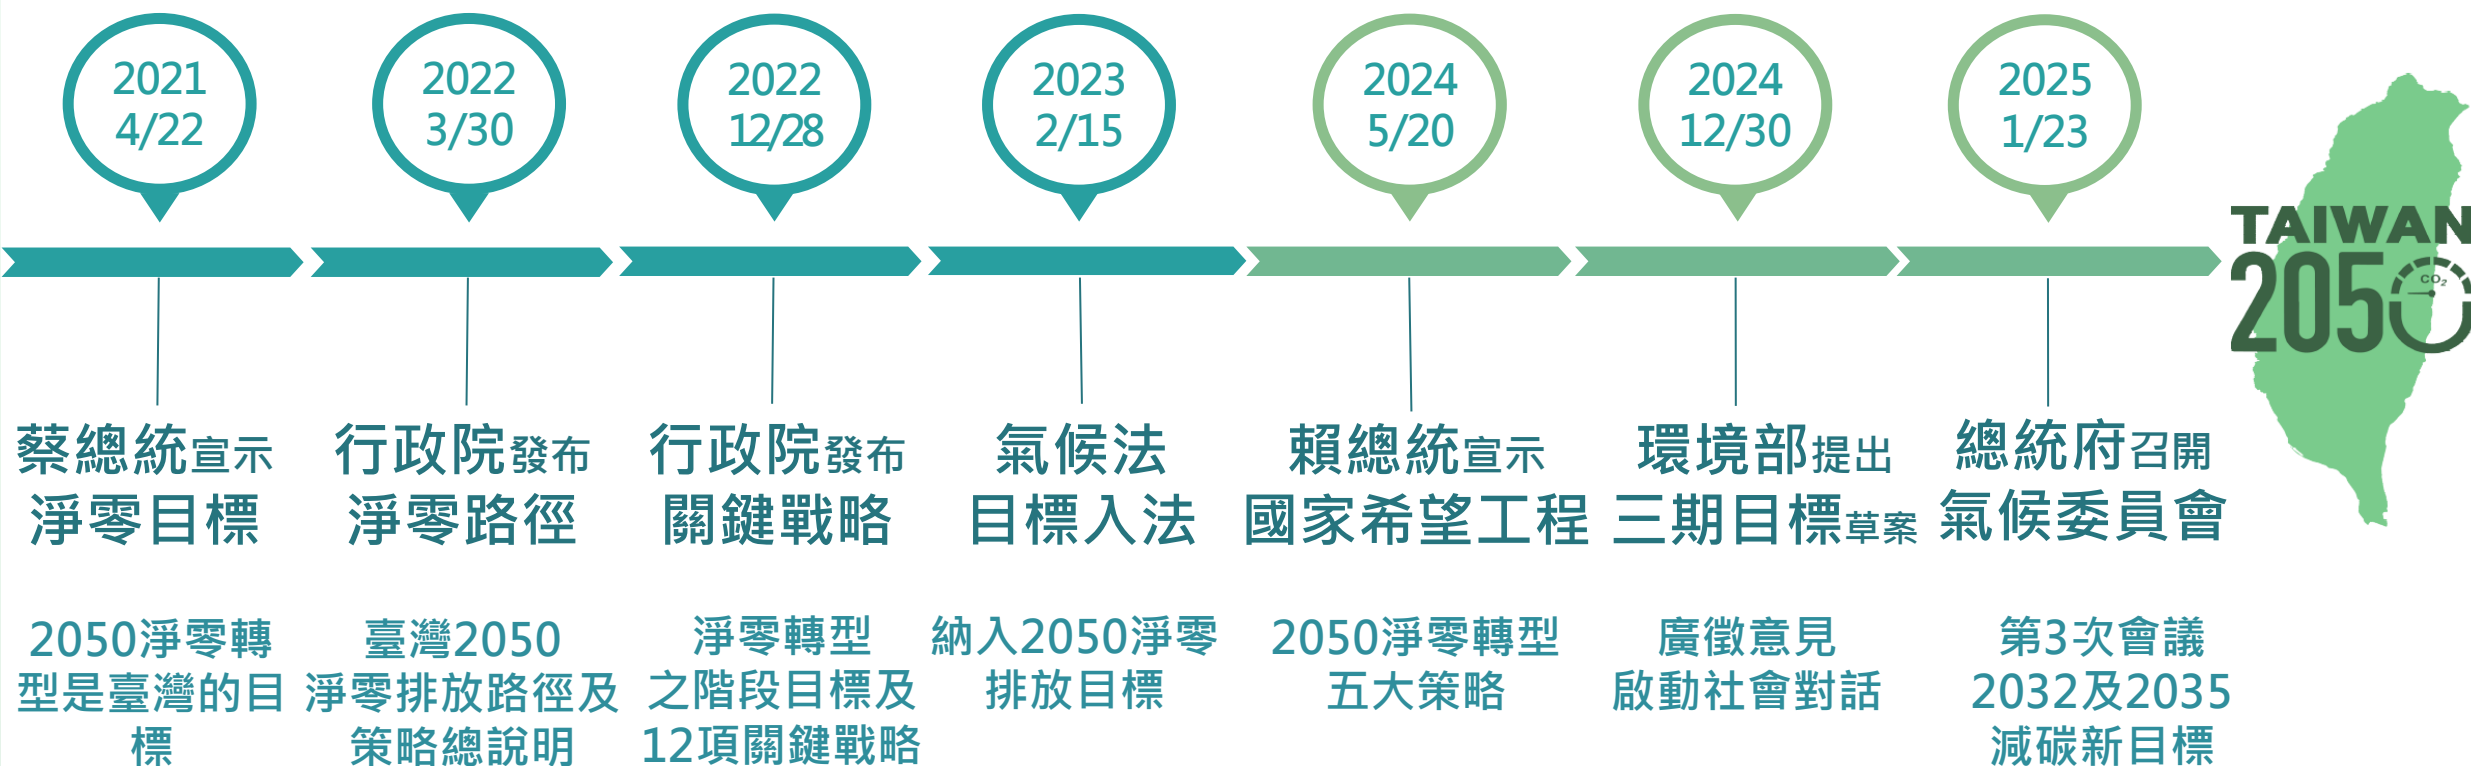 2021
4/22
2022
3/30
2022
12/28
2023
2/15
2024
5/20
2024
12/30
2025
1/23
蔡總統宣示
淨零目標
2050淨零轉
型是臺灣的目
標
行政院發布
淨零路徑
臺灣2050
淨零排放路徑及
策略總說明
行政院發布
關鍵戰略
淨零轉型
之階段目標及
12項關鍵戰略
氣候法
目標入法
納入2050淨零
排放目標
賴總統宣示
國家希望工程
2050淨零轉型
五大策略
環境部提出
三期目標草案
廣徵意見
啟動社會對話
總統府召開
氣候委員會
第3次會議
2032及2035
減碳新目標
TAIWAN
2050
CO₂